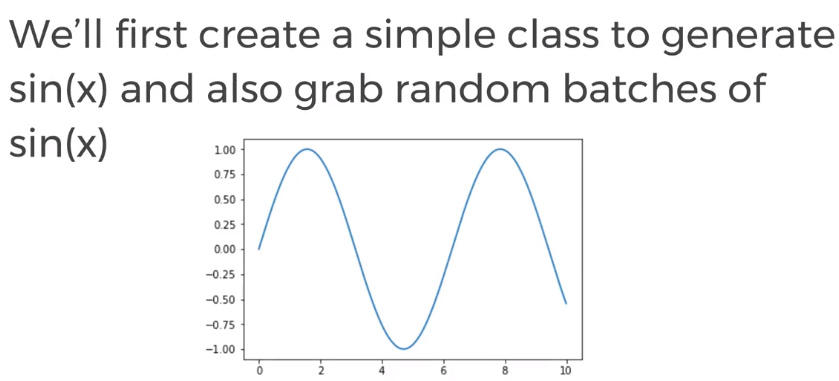 We’ll first create a simple class to generate
sin(x) and also grab random batches of
sin(x)
1.00
0.75
0.50
0.25
0.00
−0.25
−0.50
−0.75
−1.00
0 2 4 6 8 10